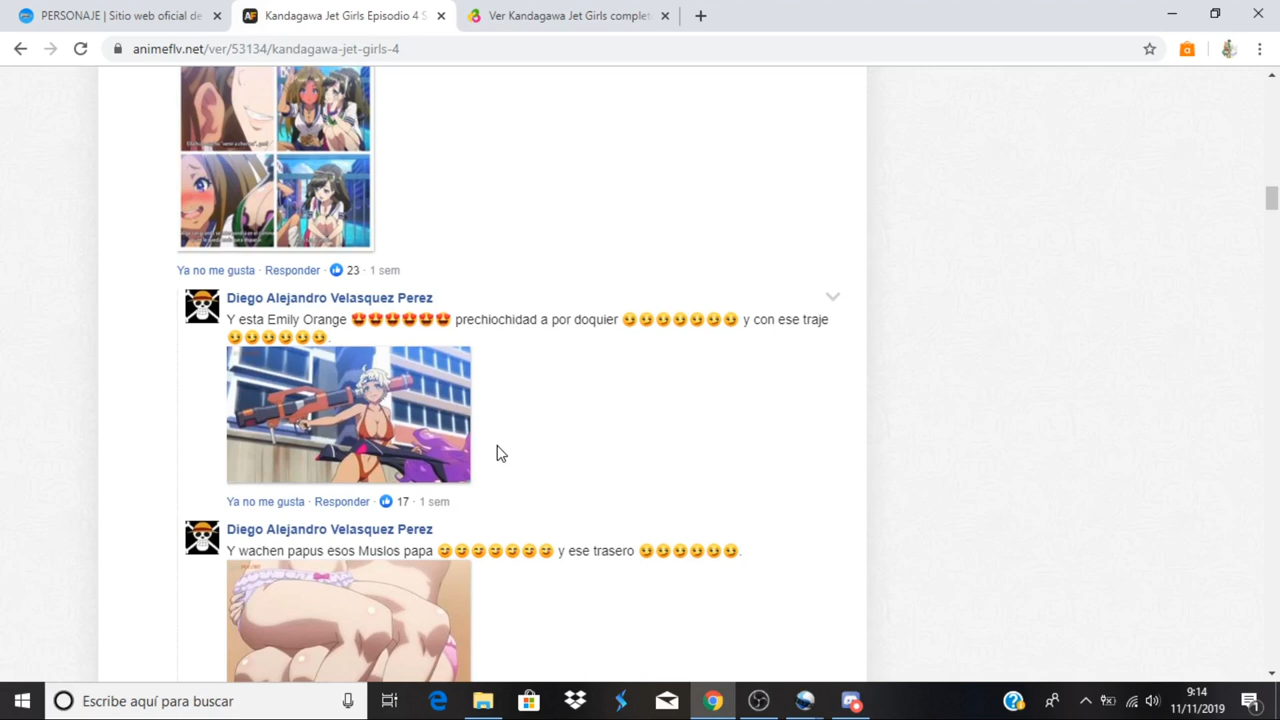 PERSONAJE | Sitio web oficial de
Kandagawa Jet Girls Episodio 4 S
Ver Kandagawa Jet Girls complet
animeflv.net/ver/53134/kandagawa-jet-girls-4
Ya no me gusta · Responder · 23 · 1 sem
Diego Alejandro Velasquez Perez
Y esta Emily Orange 😍😍😍😍😍😍 prechiochidad a por doquier 😏😏😏😏😏😏😏 y con ese traje
😏😏😏😏😏😏.
Ya no me gusta · Responder · 17 · 1 sem
Diego Alejandro Velasquez Perez
Y wachen papus esos Muslos papa 😋😋😋😋😋😋😋 y ese trasero 😏😏😏😏😏😏.
Escribe aquí para buscar
9:14
11/11/2019